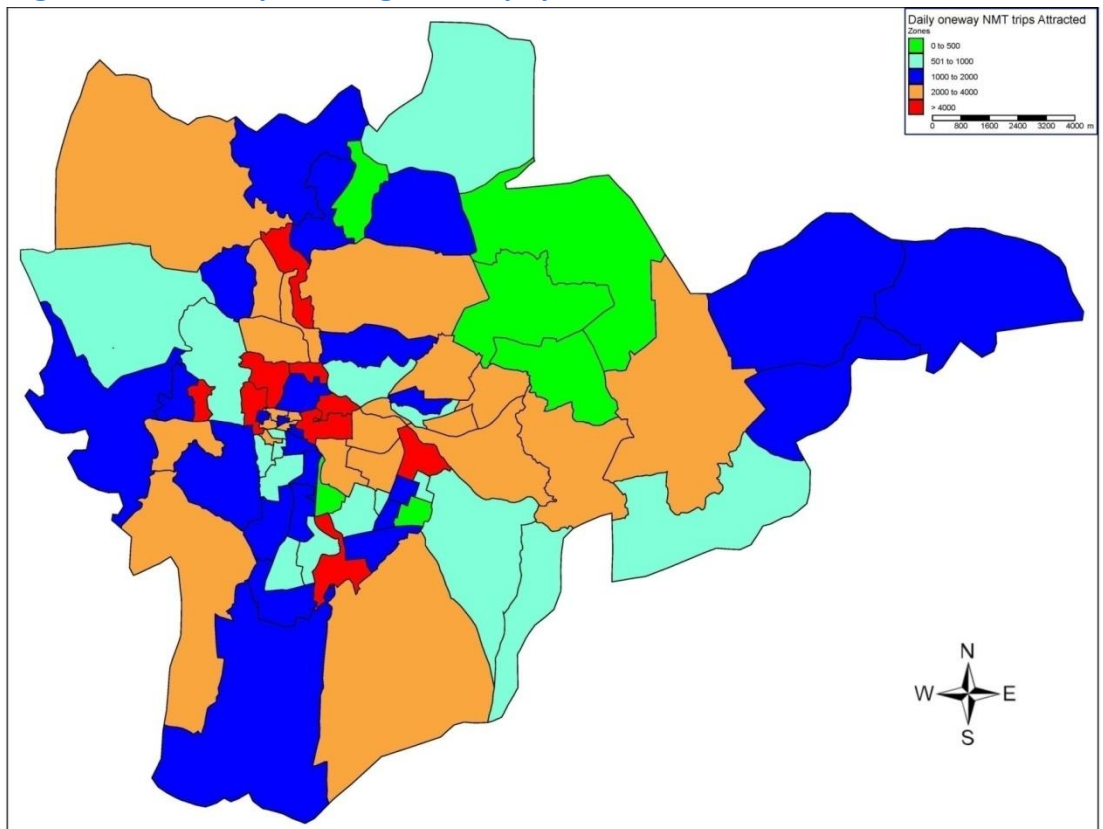 Daily oneway NMT trips Attracted
Zones
0 to 500
501 to 1000
1000 to 2000
2000 to 4000
> 4000
0 800 1600 2400 3200 4000 m
N
W E
S